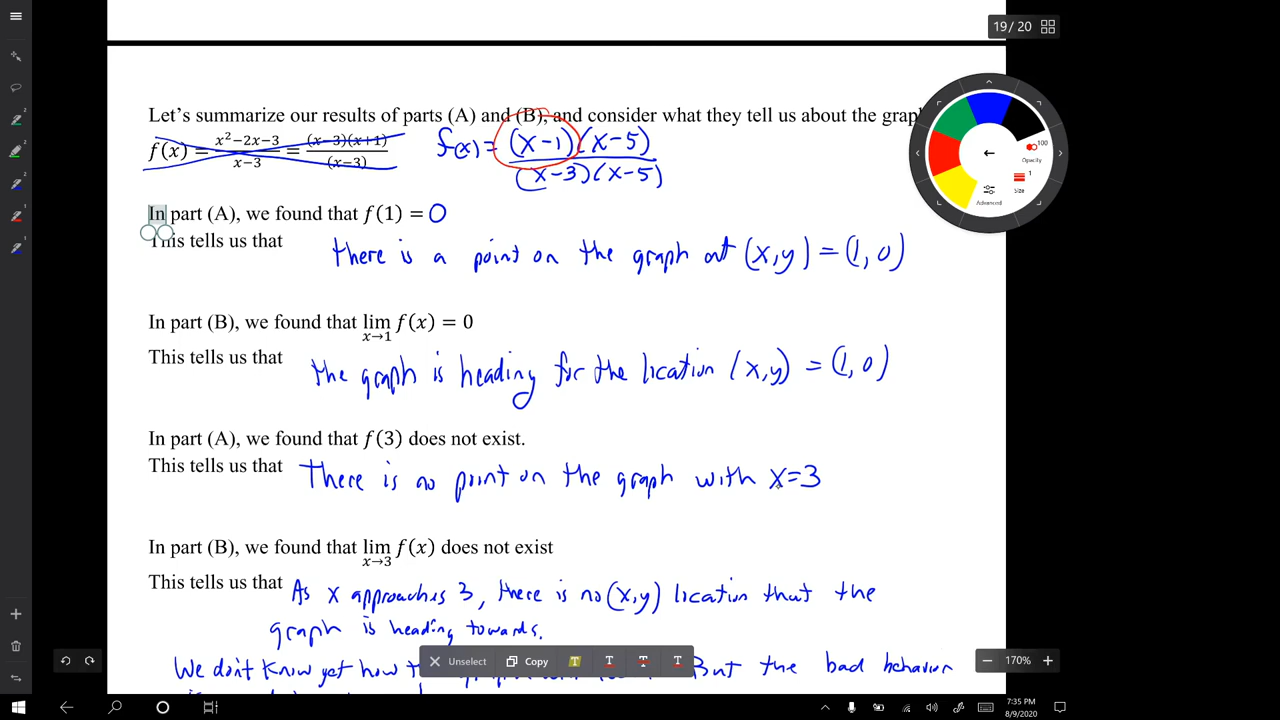 19 / 20
Let's summarize our results of parts (A) and (B), and consider what they tell us about the grap
f(x) = x²−2x−3 / x−3 = (x−3)(x+1) / (x−3)
f(x) = (x-1)(x-5) / (x-3)(x-5)
In part (A), we found that f(1) = 0
This tells us that there is a point on the graph at (x,y) = (1, 0)
In part (B), we found that lim x→1 f(x) = 0
This tells us that the graph is heading for the location (x,y) = (1, 0)
In part (A), we found that f(3) does not exist.
This tells us that There is no point on the graph with x=3
In part (B), we found that lim x→3 f(x) does not exist
This tells us that As x approaches 3, there is no (x,y) location that the
graph is heading towards.
We don't know yet how But the bad behavior
Unselect Copy T T T T
100
Opacity
1
Size
Advanced
170%
7:35 PM
8/9/2020